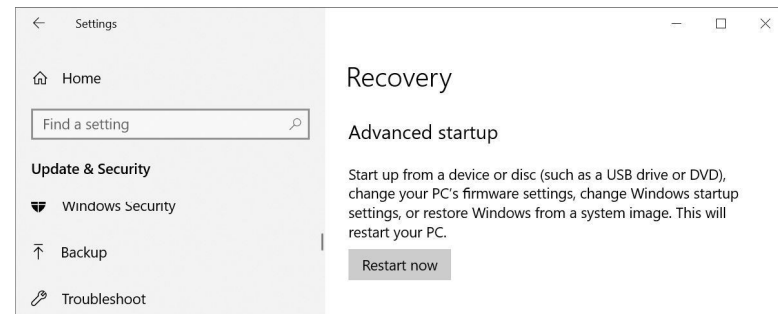 Settings
Home
Find a setting
Update & Security
Windows Security
Backup
Troubleshoot
Recovery
Advanced startup
Start up from a device or disc (such as a USB drive or DVD),
change your PC's firmware settings, change Windows startup
settings, or restore Windows from a system image. This will
restart your PC.
Restart now